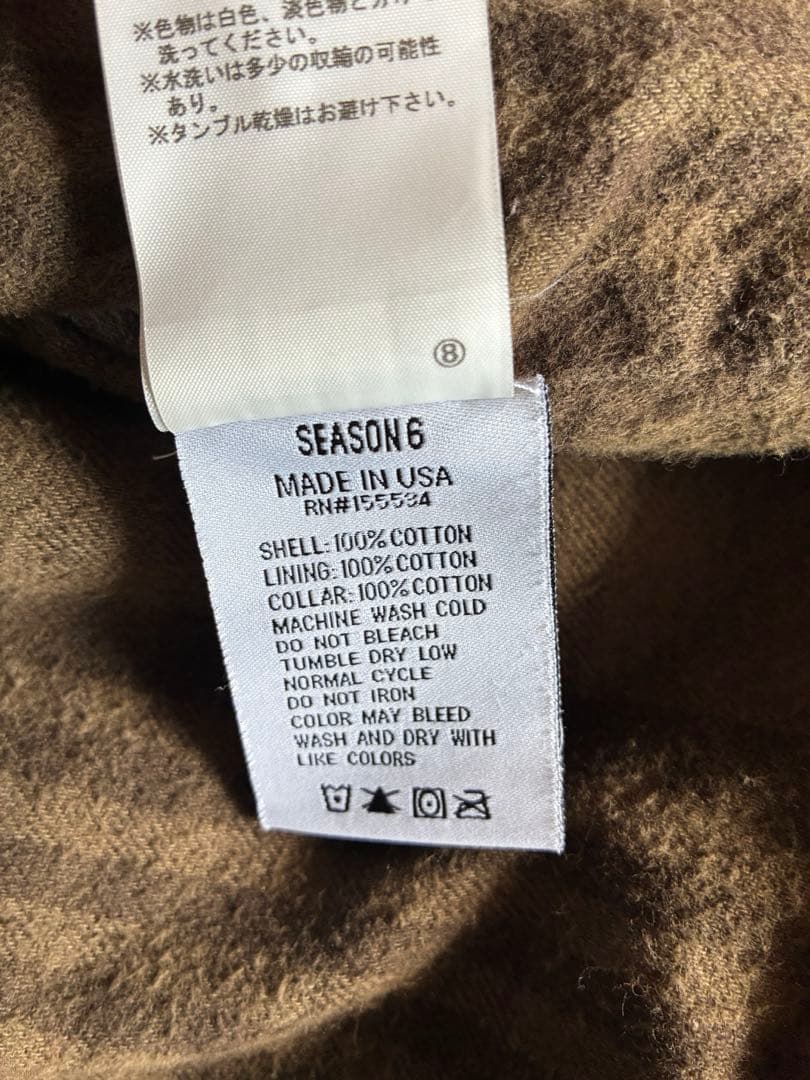 ※色物は白色、淡色物と分けて
洗ってください。
※水洗いは多少の収輪の可能性
あり。
※タンブル乾燥はお避け下さい。
⑧
SEASON 6
MADE IN USA
RN#155534
SHELL: 100% COTTON
LINING: 100% COTTON
COLLAR: 100% COTTON
MACHINE WASH COLD
DO NOT BLEACH
TUMBLE DRY LOW
NORMAL CYCLE
DO NOT IRON
COLOR MAY BLEED
WASH AND DRY WITH
LIKE COLORS